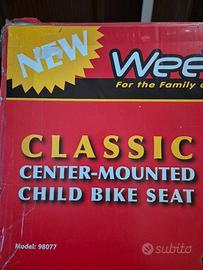 NEW
Wee
For the Family
CLASSIC
CENTER-MOUNTED
CHILD BIKE SEAT
Model: 98077
subito